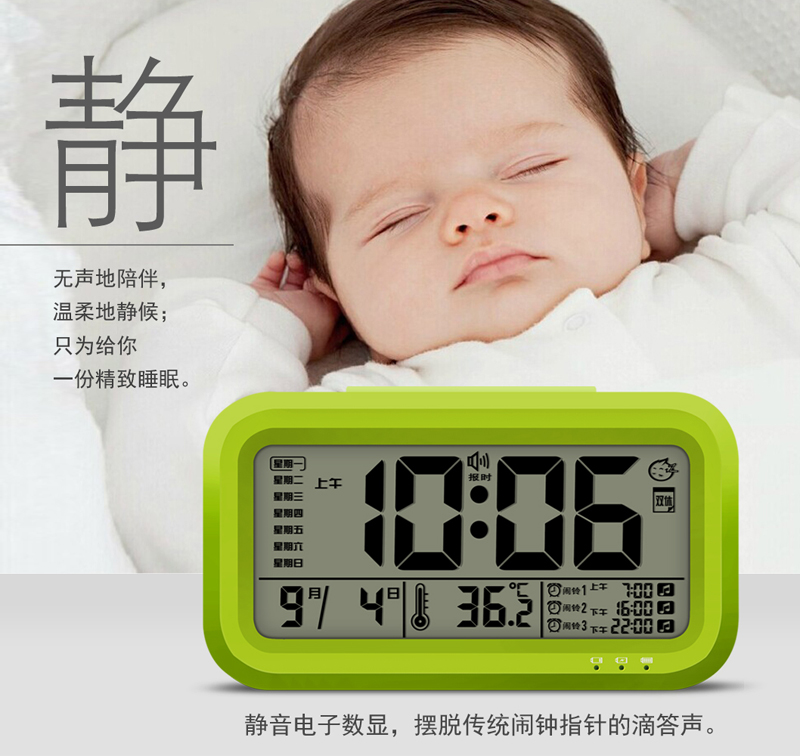 静
无声地陪伴，
温柔地静候；
只为给你
一份精致睡眠。
星期一
星期二
星期三
星期四
星期五
星期六
星期日
上午
10:06
报时
双休
9月/ 4日
36.2℃
闹铃1 上午 7:00
闹铃2 下午 16:00
闹铃3 下午 22:00
静音电子数显，摆脱传统闹钟指针的滴答声。